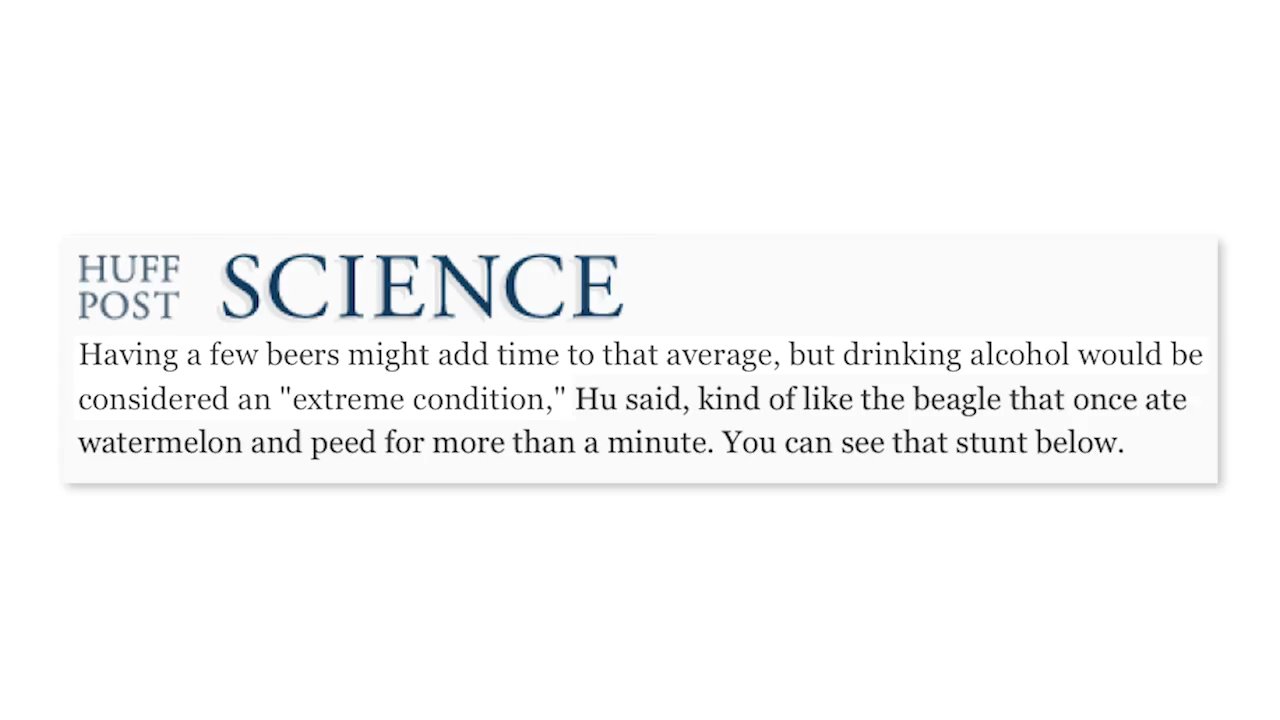 HUFF
POST
SCIENCE
Having a few beers might add time to that average, but drinking alcohol would be
considered an "extreme condition," Hu said, kind of like the beagle that once ate
watermelon and peed for more than a minute. You can see that stunt below.